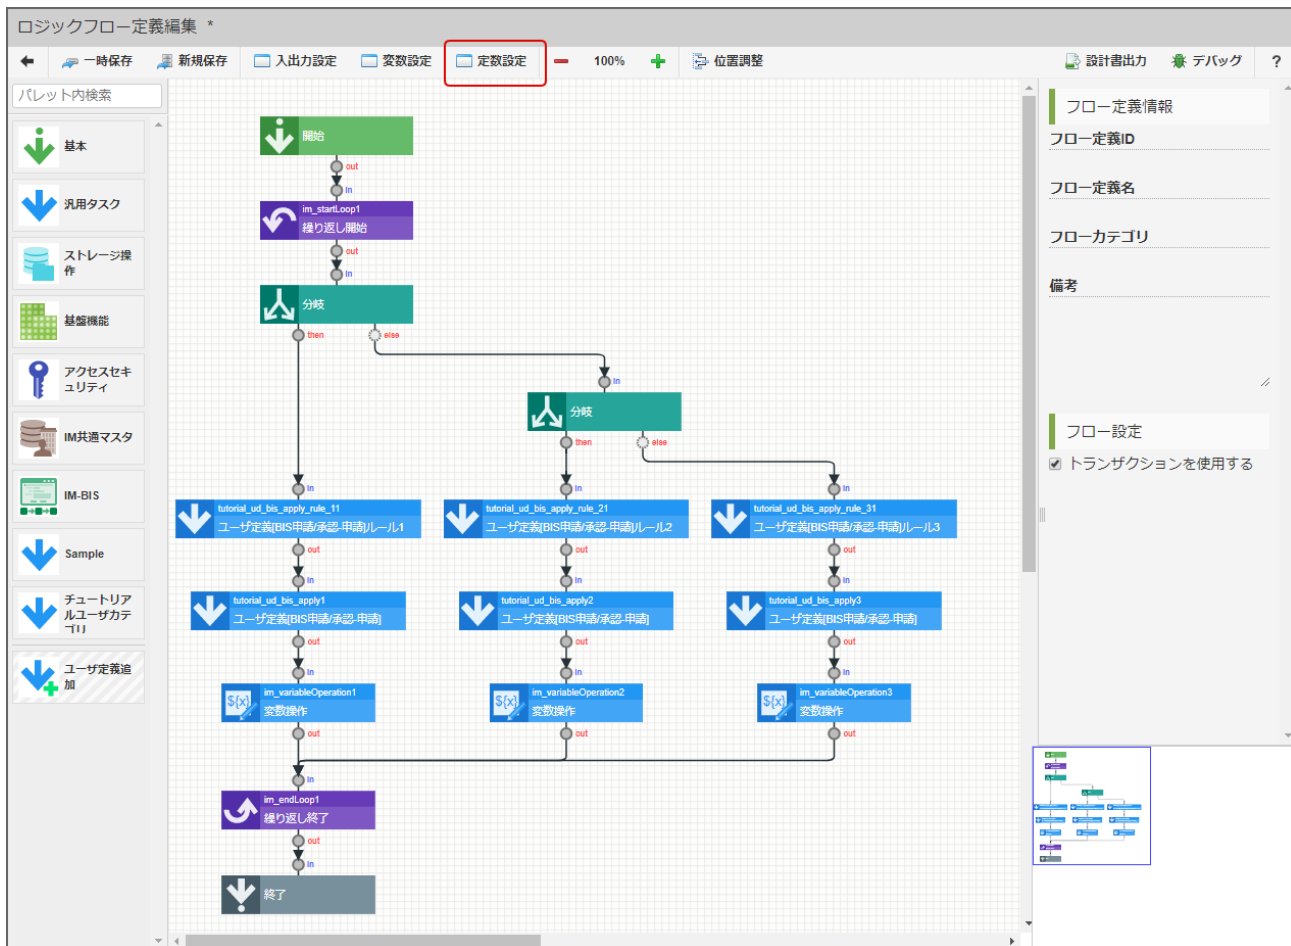 ロジックフロー定義編集 *
一時保存 新規保存 入出力設定 変数設定 定数設定 100% 位置調整 設計書出力 デバッグ ?
パレット内検索
基本
汎用タスク
ストレージ操
作
基盤機能
アクセスセキ
ュリティ
IM共通マスタ
IM-BIS
Sample
チュートリア
ルユーザカテ
ゴリ
ユーザ定義追
加
開始
out
in
im_startLoop1
繰り返し開始
out
in
分岐
then else
in
分岐
then else
in in in
tutorial_ud_bis_apply_rule_11 tutorial_ud_bis_apply_rule_21 tutorial_ud_bis_apply_rule_31
ユーザ定義[BIS申請/承認-申請]ルール1 ユーザ定義[BIS申請/承認-申請]ルール2 ユーザ定義[BIS申請/承認-申請]ルール3
out out out
in in in
tutorial_ud_bis_apply1 tutorial_ud_bis_apply2 tutorial_ud_bis_apply3
ユーザ定義[BIS申請/承認-申請] ユーザ定義[BIS申請/承認-申請] ユーザ定義[BIS申請/承認-申請]
out out out
in in in
im_variableOperation1 im_variableOperation2 im_variableOperation3
${x} 変数操作 ${x} 変数操作 ${x} 変数操作
out out out
in
im_endLoop1
繰り返し終了
out
in
終了
フロー定義情報
フロー定義ID
フロー定義名
フローカテゴリ
備考
フロー設定
トランザクションを使用する